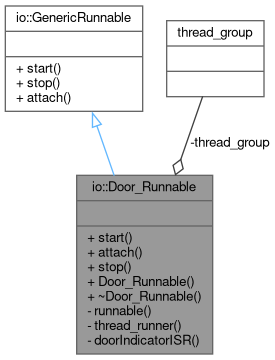 io::GenericRunnable
+ start()
+ stop()
+ attach()
thread_group
-thread_group
io::Door_Runnable
+ start()
+ attach()
+ stop()
+ Door_Runnable()
+ ~Door_Runnable()
- runnable()
- thread_runner()
- doorIndicatorISR()